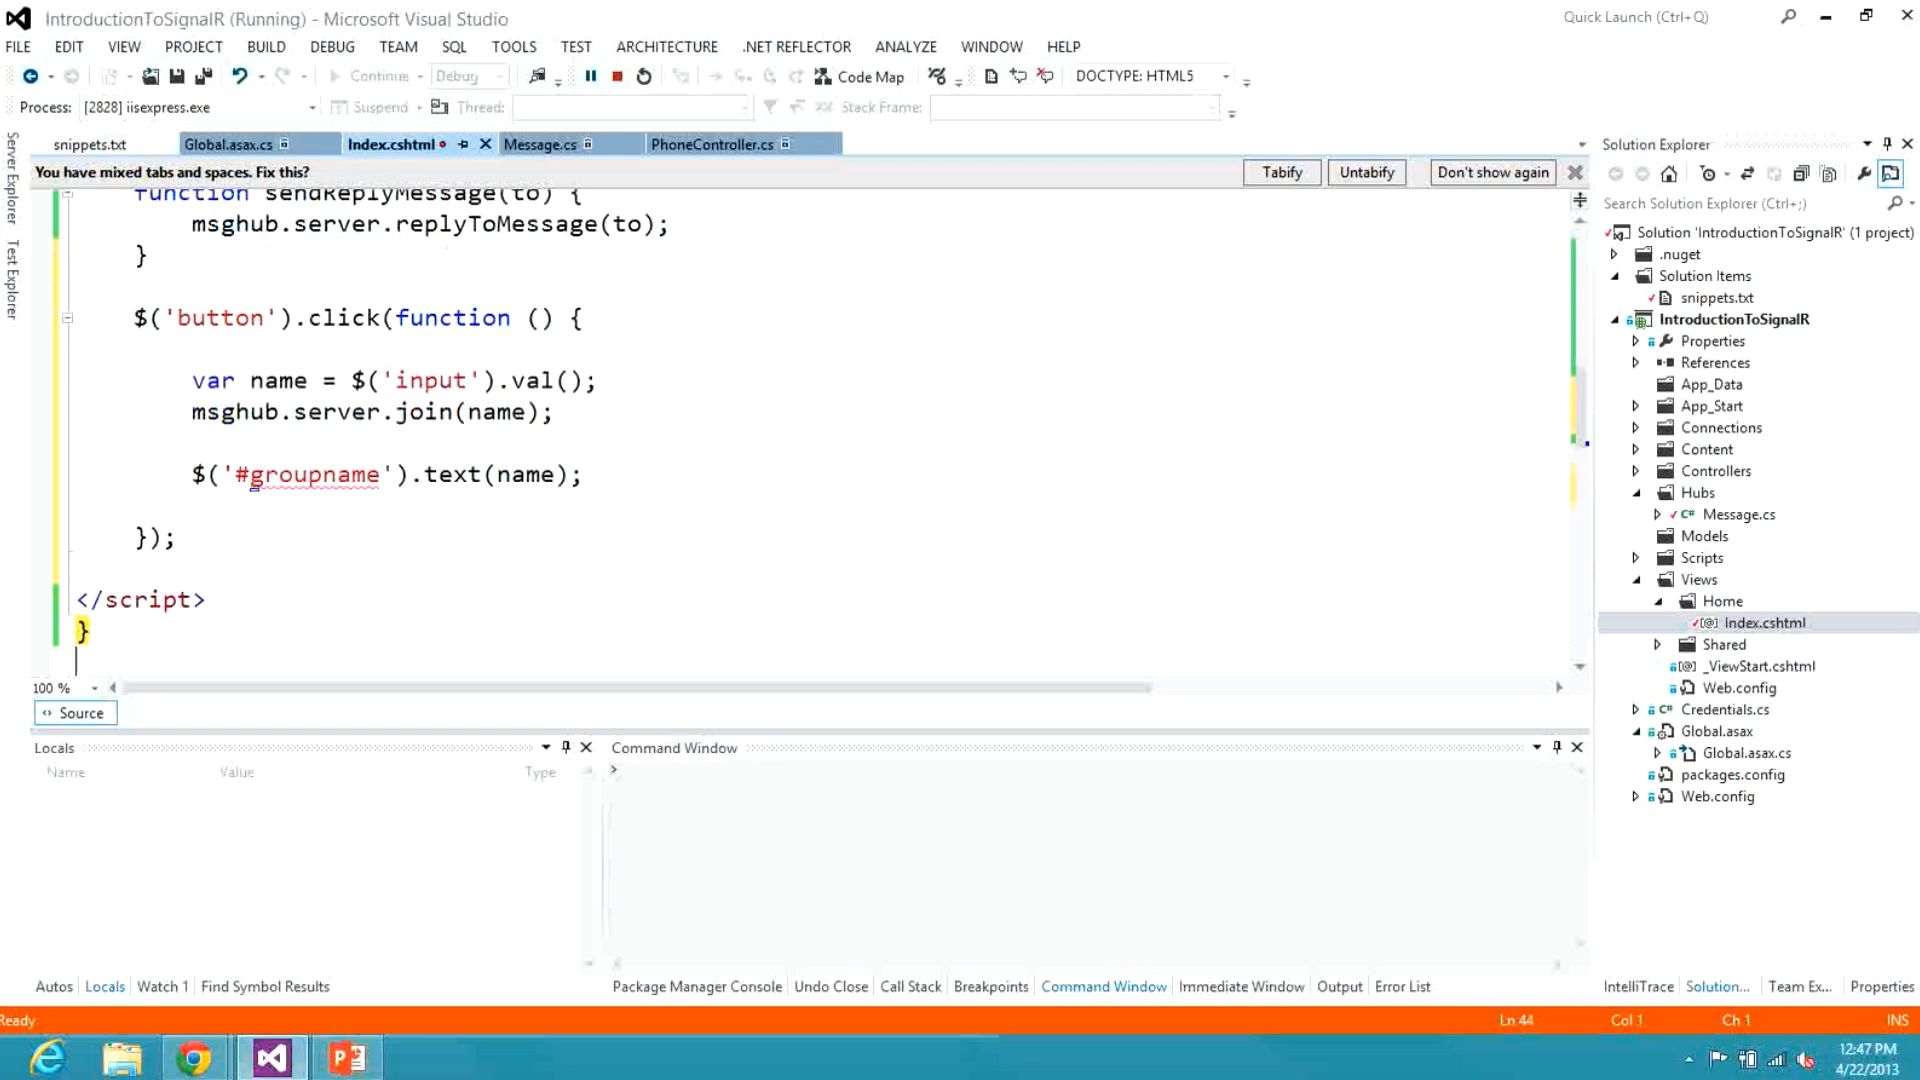 IntroductionToSignalR (Running) - Microsoft Visual Studio
Quick Launch (Ctrl+Q)
FILE EDIT VIEW PROJECT BUILD DEBUG TEAM SQL TOOLS TEST ARCHITECTURE .NET REFLECTOR ANALYZE WINDOW HELP
Continue Debug Code Map DOCTYPE: HTML5
Process: [2828] iisexpress.exe Suspend Thread: Stack Frame:
Server Explorer
Test Explorer
snippets.txt Global.asax.cs Index.cshtml Message.cs PhoneController.cs
You have mixed tabs and spaces. Fix this? Tabify Untabify Don't show again
function sendReplyMessage(to) {
msghub.server.replyToMessage(to);
}
$('button').click(function () {
var name = $('input').val();
msghub.server.join(name);
$('#groupname').text(name);
});
</script>
}
100 %
Source
Locals
Name Value Type
Command Window
>
Autos Locals Watch 1 Find Symbol Results
Package Manager Console Undo Close Call Stack Breakpoints Command Window Immediate Window Output Error List
Solution Explorer
Search Solution Explorer (Ctrl+;)
Solution 'IntroductionToSignalR' (1 project)
.nuget
Solution Items
snippets.txt
IntroductionToSignalR
Properties
References
App_Data
App_Start
Connections
Content
Controllers
Hubs
C# Message.cs
Models
Scripts
Views
Home
[@] Index.cshtml
Shared
[@] _ViewStart.cshtml
Web.config
C# Credentials.cs
Global.asax
Global.asax.cs
packages.config
Web.config
IntelliTrace Solution... Team Ex... Properties
Ready Ln 44 Col 1 Ch 1 INS
12:47 PM
4/22/2013